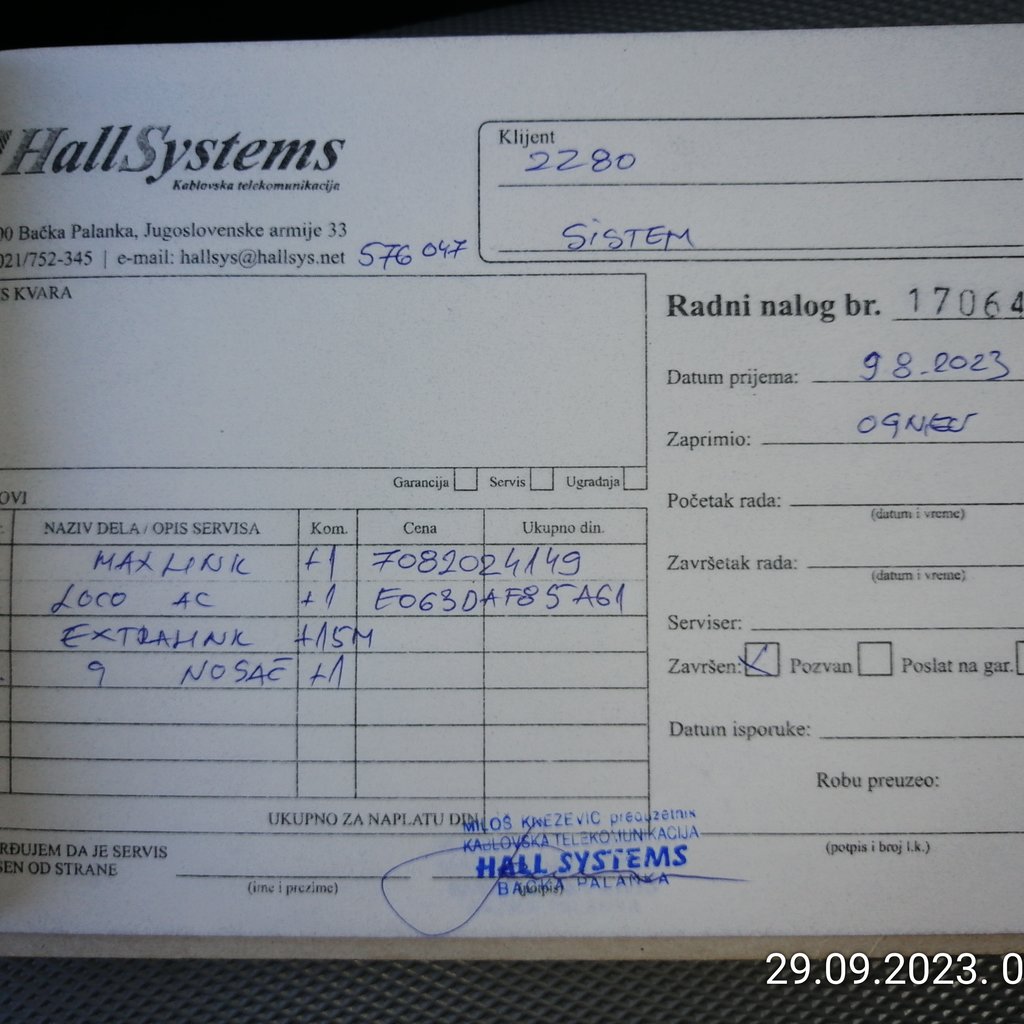 HallSystems
Kablovska telekomunikacija
00 Bačka Palanka, Jugoslovenske armije 33
021/752-345 | e-mail: hallsys@hallsys.net 576 047
Klijent
2280
SiSTEM
S KVARA
Radni nalog br. 17064
Datum prijema: 9 8.2023
Zaprimio: OGNJEN
Garancija Servis Ugradnja
OVI
Početak rada:
(datum i vreme)
NAZIV DELA / OPIS SERVISA Kom. Cena Ukupno din.
MAXLINK +1 7082024149
LOCO AC +1 E063DAF85A61
EXTRALINK +15M
9 NOSAČ +1
Završetak rada:
(datum i vreme)
Serviser:
Završen: Pozvan Poslat na gar.
Datum isporuke:
Robu preuzeo:
(potpis i broj l.k.)
UKUPNO ZA NAPLATU DIN
RĐUJEM DA JE SERVIS
ŠEN OD STRANE
(ime i prezime)
(potpis)
MILOŠ KNEŽEVIĆ preduzetnik
KABLOVSKA TELEKOMUNIKACIJA
HALL SYSTEMS
BAČKA PALANKA
29.09.2023. 0